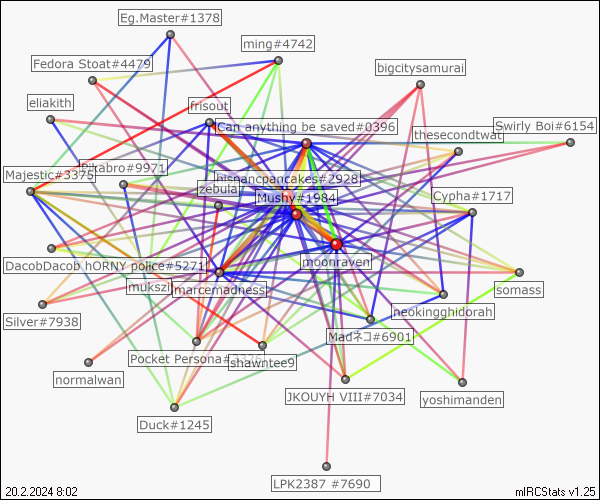 Eg.Master#1378
ming#4742
Fedora Stoat#4479
bigcitysamurai
eliakith
frisout
Can anything be saved#0396
Swirly Boi#6154
thesecondtwat
Pikabro#9971
Majestic#3375
hisnancpancakes#2928
zebula
Mushy#1984
Cypha#1717
moonraven
DacobDacob hORNY police#5271
mukszi
marcemadness
somass
neokingghidorah
Silver#7938
Madネコ#6901
Pocket Persona
shawntee9
normalwan
JKOUYH VIII#7034
yoshimanden
Duck#1245
LPK2387 #7690
20.2.2024 8:02
mIRCStats v1.25